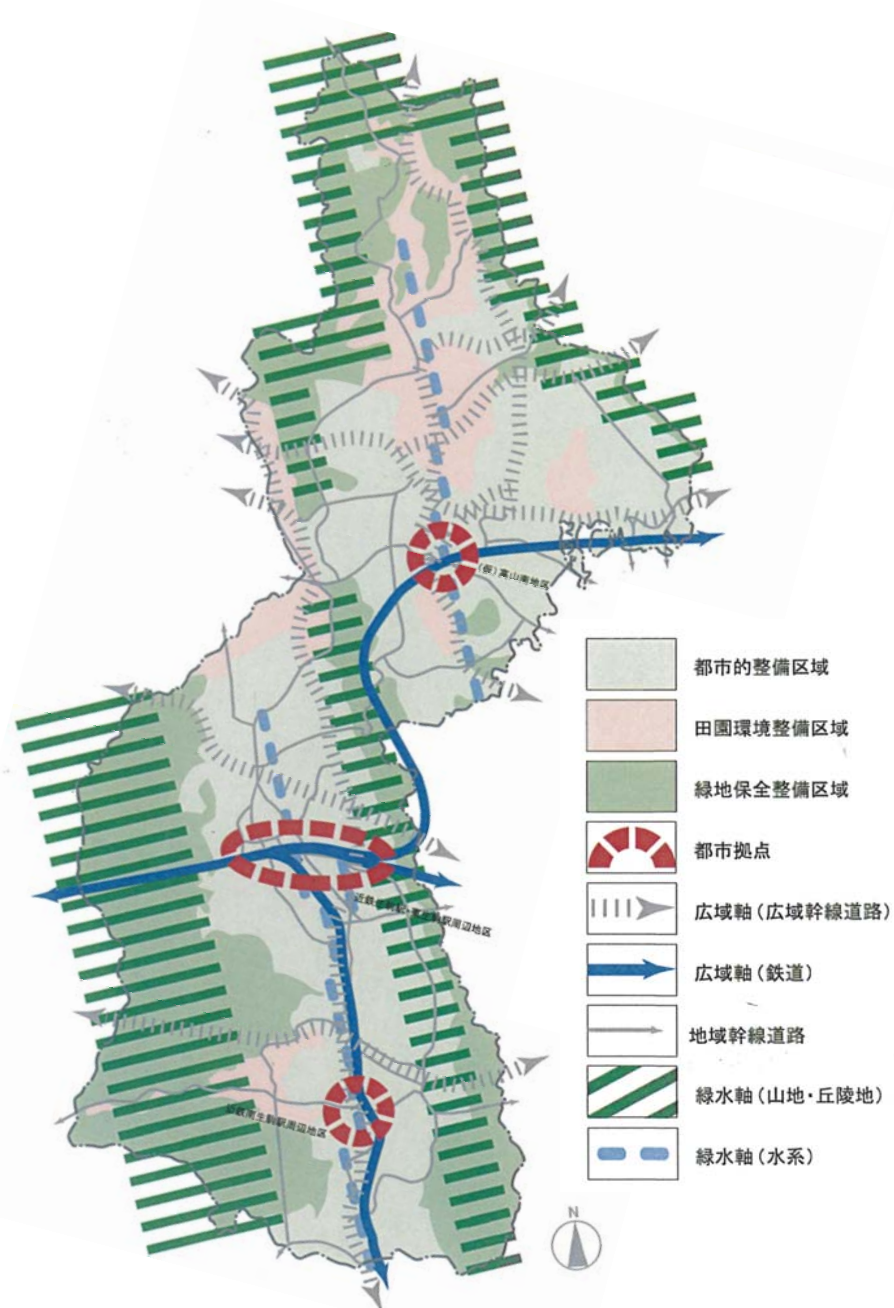 (仮)高山南地区
都市的整備区域
田園環境整備区域
緑地保全整備区域
都市拠点
広域軸(広域幹線道路)
近鉄生駒駅・東生駒駅周辺地区
広域軸(鉄道)
地域幹線道路
緑水軸(山地・丘陵地)
近鉄南生駒駅周辺地区
緑水軸(水系)
N